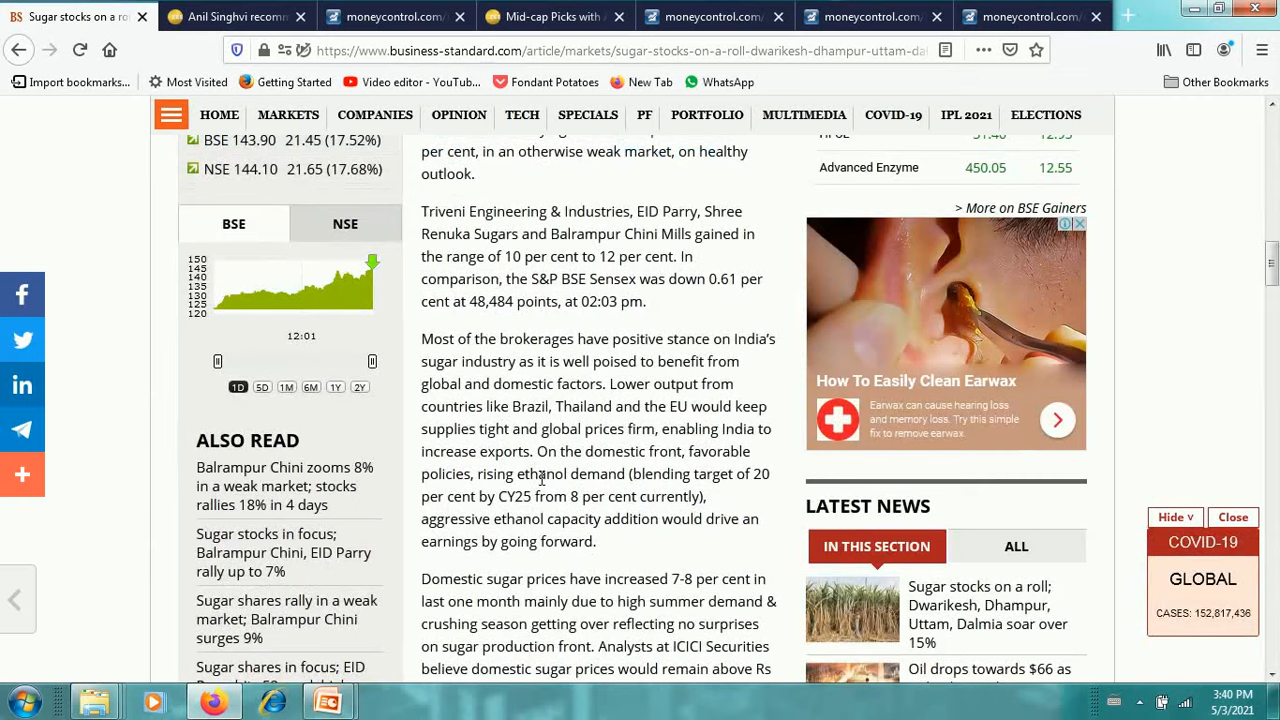 BS Sugar stocks on a rol
Anil Singhvi recomm
moneycontrol.com/
Mid-cap Picks with A
moneycontrol.com/
moneycontrol.com/
moneycontrol.com/
https://www.business-standard.com/article/markets/sugar-stocks-on-a-roll-dwarikesh-dhampur-uttam-dal
Import bookmarks...
Most Visited
Getting Started
Video editor - YouTub...
Fondant Potatoes
New Tab
WhatsApp
Other Bookmarks
HOME MARKETS COMPANIES OPINION TECH SPECIALS PF PORTFOLIO MULTIMEDIA COVID-19 IPL 2021 ELECTIONS
BSE 143.90 21.45 (17.52%)
NSE 144.10 21.65 (17.68%)
BSE NSE
150
145
140
135
130
125
120
12:01
1D 5D 1M 6M 1Y 2Y
ALSO READ
Balrampur Chini zooms 8%
in a weak market; stocks
rallies 18% in 4 days
Sugar stocks in focus;
Balrampur Chini, EID Parry
rally up to 7%
Sugar shares rally in a weak
market; Balrampur Chini
surges 9%
Sugar shares in focus; EID
per cent, in an otherwise weak market, on healthy
outlook.
Triveni Engineering & Industries, EID Parry, Shree
Renuka Sugars and Balrampur Chini Mills gained in
the range of 10 per cent to 12 per cent. In
comparison, the S&P BSE Sensex was down 0.61 per
cent at 48,484 points, at 02:03 pm.
Most of the brokerages have positive stance on India's
sugar industry as it is well poised to benefit from
global and domestic factors. Lower output from
countries like Brazil, Thailand and the EU would keep
supplies tight and global prices firm, enabling India to
increase exports. On the domestic front, favorable
policies, rising ethanol demand (blending target of 20
per cent by CY25 from 8 per cent currently),
aggressive ethanol capacity addition would drive an
earnings by going forward.
Domestic sugar prices have increased 7-8 per cent in
last one month mainly due to high summer demand &
crushing season getting over reflecting no surprises
on sugar production front. Analysts at ICICI Securities
believe domestic sugar prices would remain above Rs
Advanced Enzyme 450.05 12.55
> More on BSE Gainers
How To Easily Clean Earwax
Earwax can cause hearing loss
and memory loss. Try this simple
fix to remove earwax.
LATEST NEWS
IN THIS SECTION ALL
Sugar stocks on a roll;
Dwarikesh, Dhampur,
Uttam, Dalmia soar over
15%
Oil drops towards $66 as
Hide v Close
COVID-19
GLOBAL
CASES: 152,817,436
3:40 PM
5/3/2021